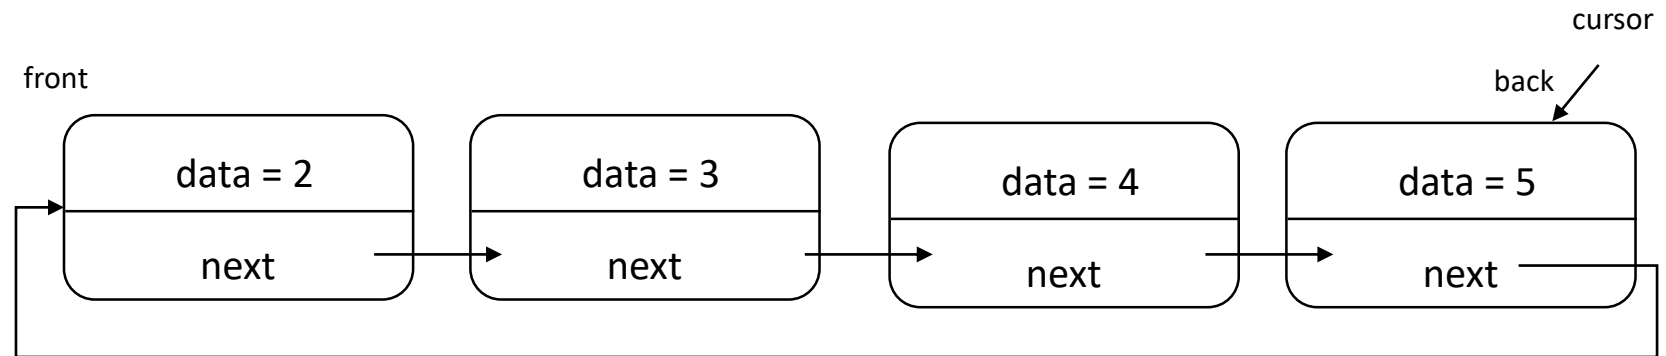 cursor
front
back
data = 2
data = 3
data = 4
data = 5
next
next
next
next